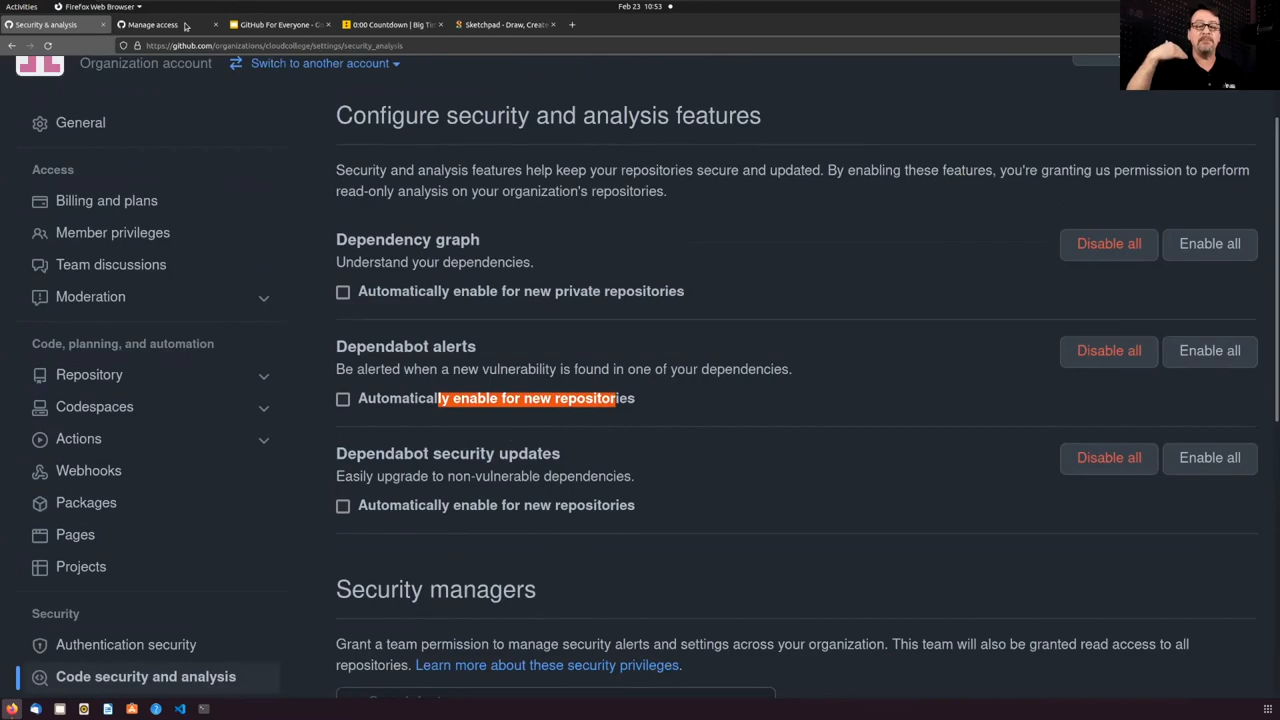 Activities
Firefox Web Browser
Feb 23 10:53
Security & analysis
Manage access
GitHub For Everyone - C
0:00 Countdown | Big Ti
Sketchpad - Draw, Create
https://github.com/organizations/cloudcollege/settings/security_analysis
Organization account
Switch to another account
General
Access
Billing and plans
Member privileges
Team discussions
Moderation
Code, planning, and automation
Repository
Codespaces
Actions
Webhooks
Packages
Pages
Projects
Security
Authentication security
Code security and analysis
Configure security and analysis features
Security and analysis features help keep your repositories secure and updated. By enabling these features, you're granting us permission to perform
read-only analysis on your organization's repositories.
Dependency graph
Disable all
Enable all
Understand your dependencies.
Automatically enable for new private repositories
Dependabot alerts
Disable all
Enable all
Be alerted when a new vulnerability is found in one of your dependencies.
Automatically enable for new repositories
Dependabot security updates
Disable all
Enable all
Easily upgrade to non-vulnerable dependencies.
Automatically enable for new repositories
Security managers
Grant a team permission to manage security alerts and settings across your organization. This team will also be granted read access to all
repositories. Learn more about these security privileges.